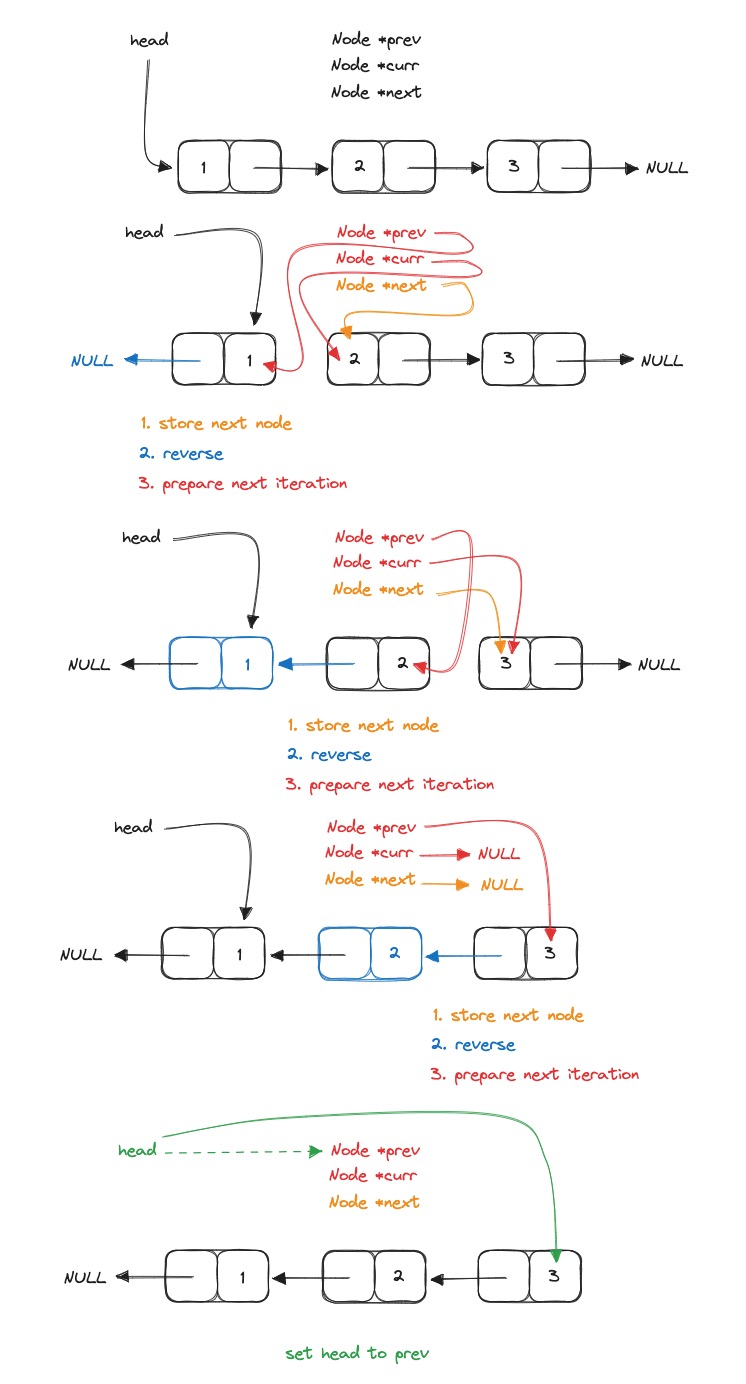 head
Node *prev
Node *curr
Node *next
1 2 3 NULL
head
Node *prev
Node *curr
Node *next
NULL 1 2 3 NULL
1. store next node
2. reverse
3. prepare next iteration
head
Node *prev
Node *curr
Node *next
NULL 1 2 3 NULL
1. store next node
2. reverse
3. prepare next iteration
head
Node *prev
Node *curr NULL
Node *next NULL
NULL 1 2 3
1. store next node
2. reverse
3. prepare next iteration
head Node *prev
Node *curr
Node *next
NULL 1 2 3
set head to prev